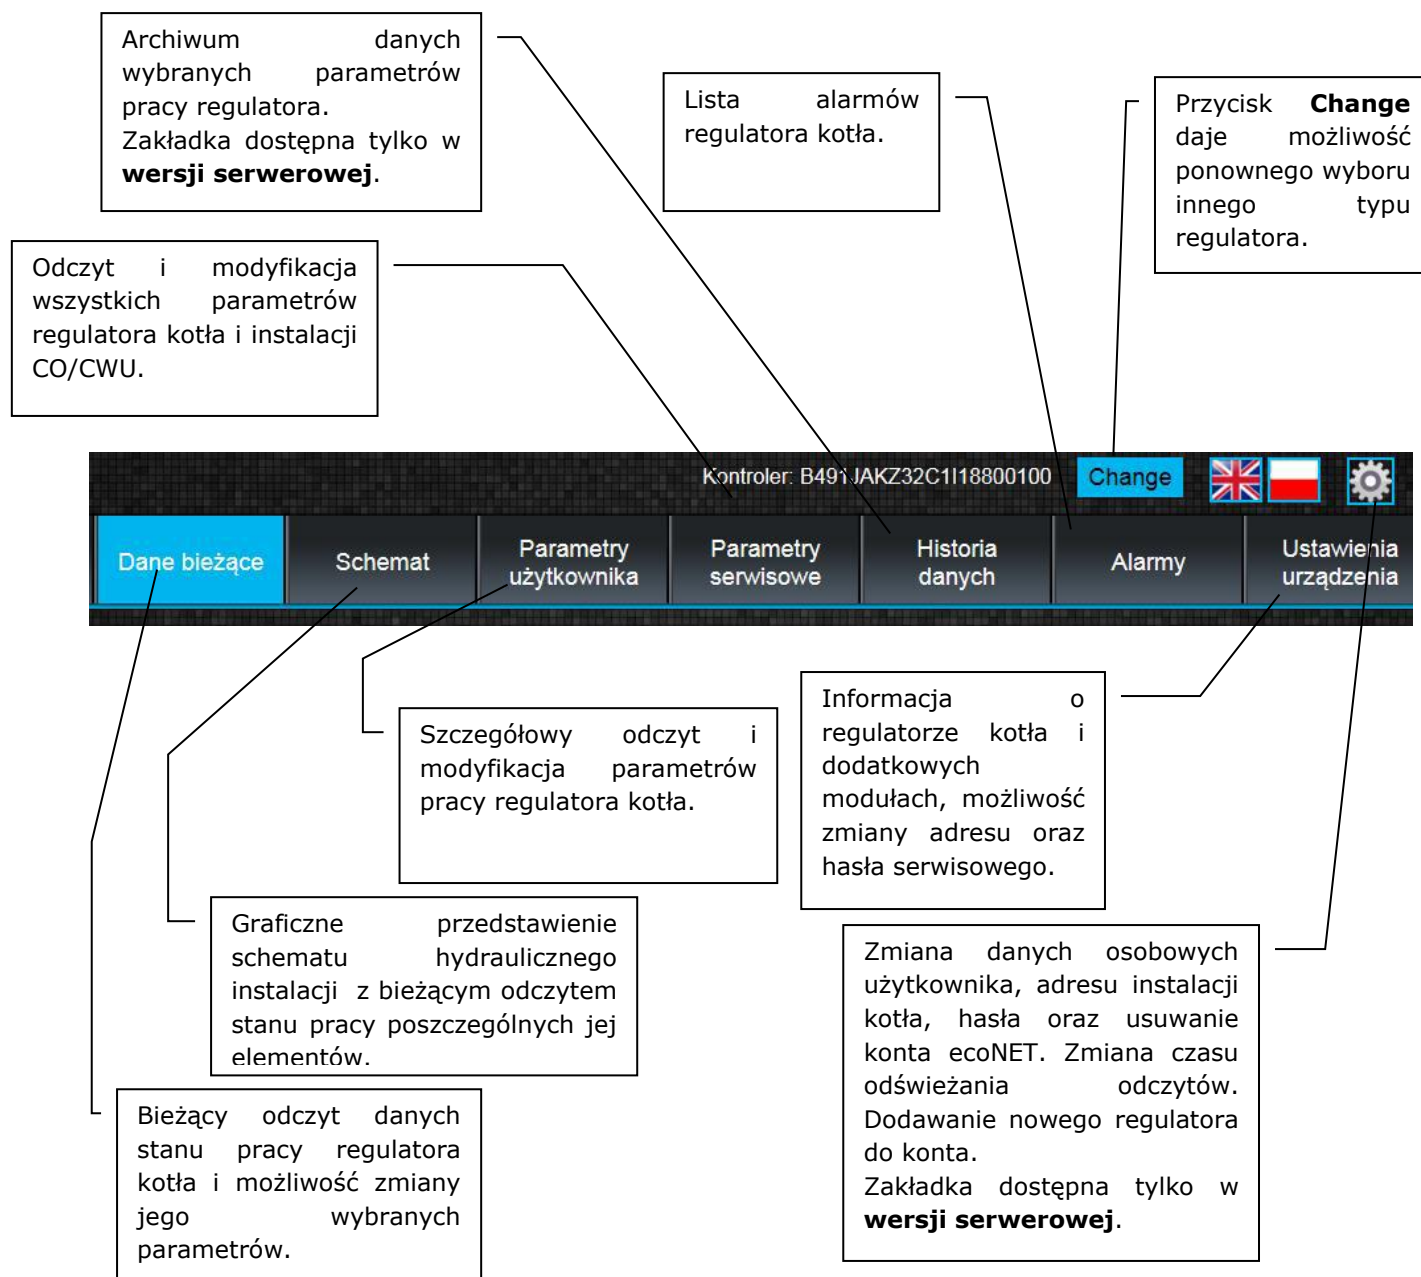 Archiwum danych
wybranych parametrów
pracy regulatora.
Zakładka dostępna tylko w
wersji serwerowej.
Lista alarmów
regulatora kotła.
Przycisk Change
daje możliwość
ponownego wyboru
innego typu
regulatora.
Odczyt i modyfikacja
wszystkich parametrów
regulatora kotła i instalacji
CO/CWU.
Kontroler: B491JAKZ32C1I18800100
Change
Dane bieżące
Schemat
Parametry
użytkownika
Parametry
serwisowe
Historia
danych
Alarmy
Ustawienia
urządzenia
Informacja o
regulatorze kotła i
dodatkowych
modułach, możliwość
zmiany adresu oraz
hasła serwisowego.
Szczegółowy odczyt i
modyfikacja parametrów
pracy regulatora kotła.
Graficzne przedstawienie
schematu hydraulicznego
instalacji z bieżącym odczytem
stanu pracy poszczególnych jej
elementów.
Zmiana danych osobowych
użytkownika, adresu instalacji
kotła, hasła oraz usuwanie
konta ecoNET. Zmiana czasu
odświeżania odczytów.
Dodawanie nowego regulatora
do konta.
Zakładka dostępna tylko w
wersji serwerowej.
Bieżący odczyt danych
stanu pracy regulatora
kotła i możliwość zmiany
jego wybranych
parametrów.